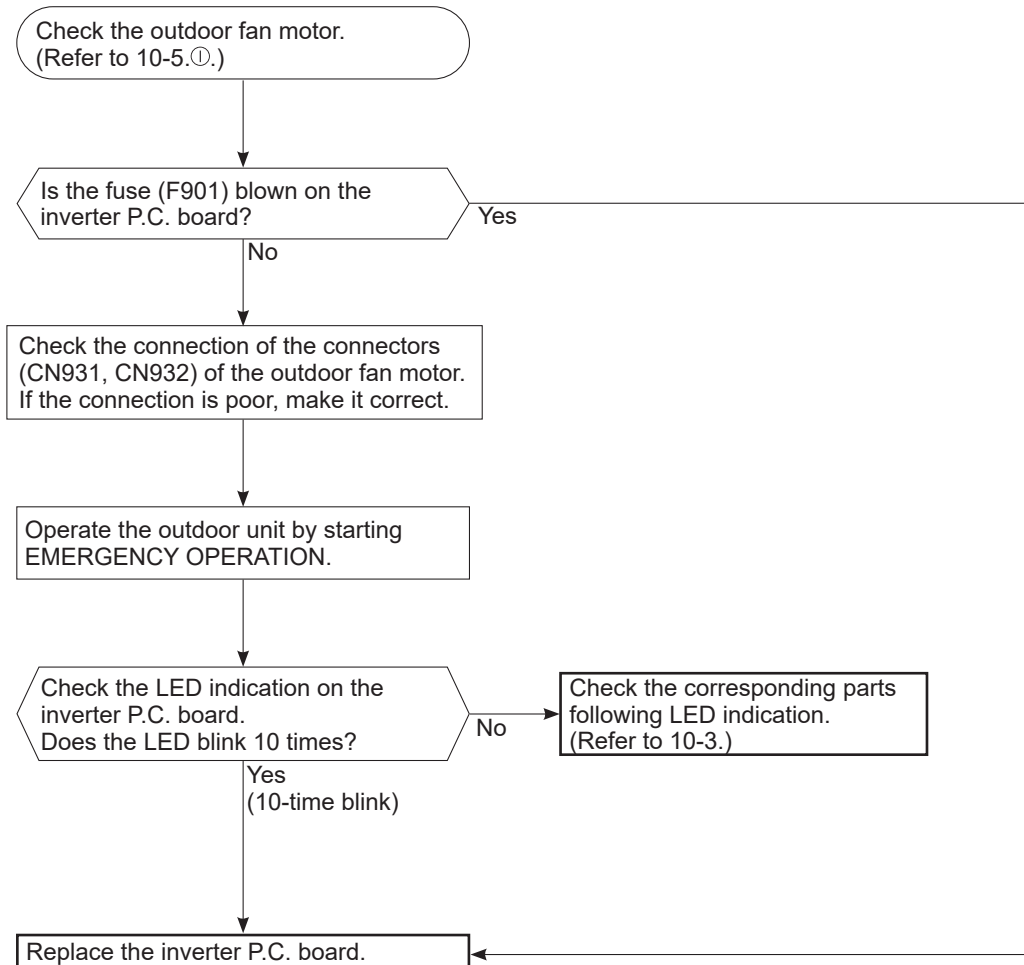 Check the outdoor fan motor.
(Refer to 10-5.Ⓘ.)
Is the fuse (F901) blown on the
inverter P.C. board?
Yes
No
Check the connection of the connectors
(CN931, CN932) of the outdoor fan motor.
If the connection is poor, make it correct.
Operate the outdoor unit by starting
EMERGENCY OPERATION.
Check the LED indication on the
inverter P.C. board.
Does the LED blink 10 times?
No
Check the corresponding parts
following LED indication.
(Refer to 10-3.)
Yes
(10-time blink)
Replace the inverter P.C. board.